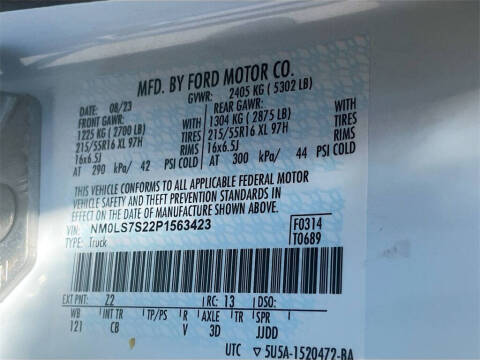 MFD. BY FORD MOTOR CO.
DATE: 08/23 GVWR: 2405 KG (5302 LB)
FRONT GAWR: REAR GAWR:
1225 KG (2700 LB) WITH 1304 KG (2875 LB) WITH
215/55R16 XL 97H TIRES 215/55R16 XL 97H TIRES
16x6.5J RIMS 16x6.5J RIMS
AT 290 kPa/ 42 PSI COLD AT 300 kPa/ 44 PSI COLD
THIS VEHICLE CONFORMS TO ALL APPLICABLE FEDERAL MOTOR
VEHICLE SAFETY AND THEFT PREVENTION STANDARDS IN
EFFECT ON THE DATE OF MANUFACTURE SHOWN ABOVE.
VIN: NM0LS7S22P1563423 F0314
TYPE: Truck T0689
EXT PNT: Z2 RC: 13 DSO:
WB INT TR TP/PS R AXLE TR SPR
121 CB V 3D JJDD
UTC ▽ 5U5A-1520472-BA